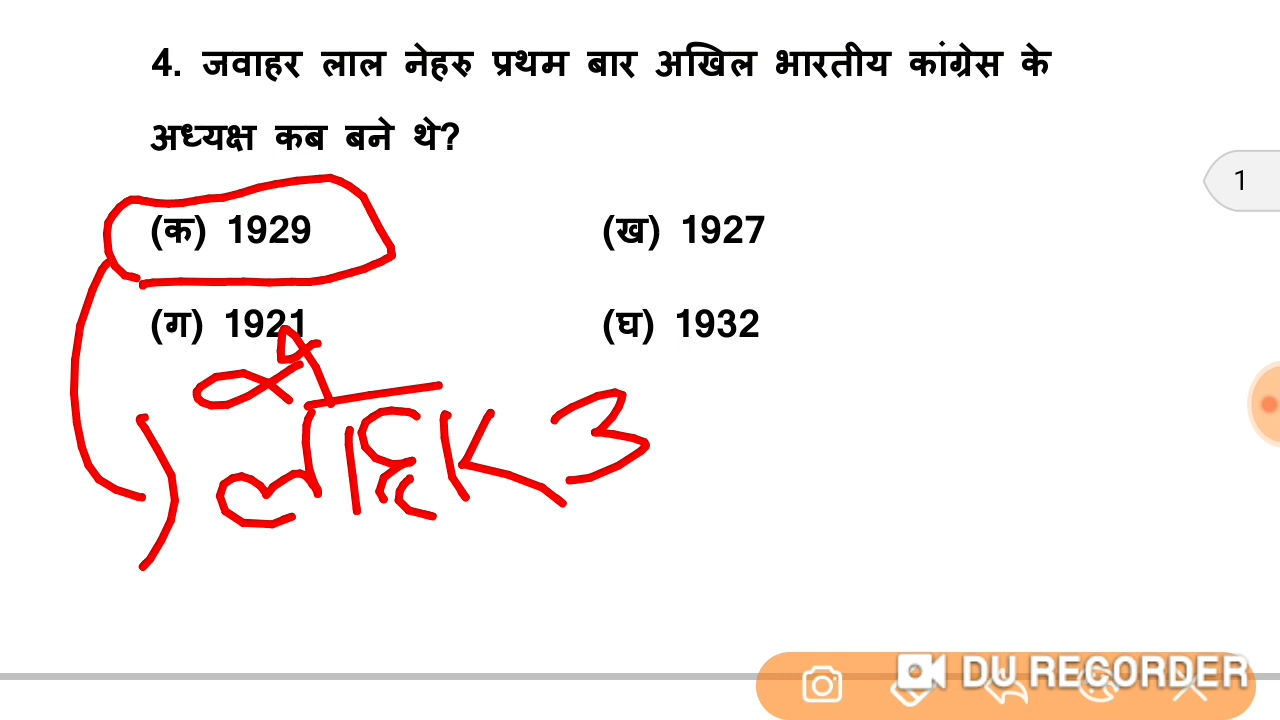 4. जवाहर लाल नेहरु प्रथम बार अखिल भारतीय कांग्रेस के
अध्यक्ष कब बने थे?
(क) 1929 (ख) 1927
(ग) 1921 (घ) 1932
1
DU RECORDER